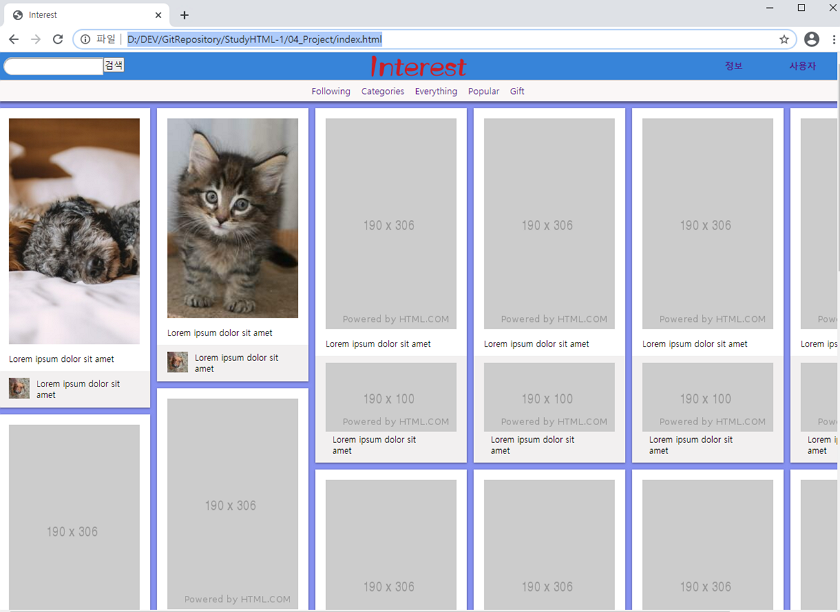 Interest
파일
D:/DEV/GitRepository/StudyHTML-1/04_Project/index.html
검색
Interest
정보
사용자
Following Categories Everything Popular Gift
190 x 306
190 x 306
190 x 306
Powered by HTML.COM
Powered by HTML.COM
Powered by HTML.COM
Powered
Lorem ipsum dolor sit amet
Lorem ipsum dolor sit amet
Lorem ipsum dolor sit amet
Lorem ipsum dolor sit amet
Lorem ipsum dolor sit amet
Lorem ips
Lorem ipsum dolor sit
amet
Lorem ipsum dolor sit
amet
190 x 100
190 x 100
190 x 100
Powered by HTML.COM
Powered by HTML.COM
Powered by HTML.COM
Powered
Lorem ipsum dolor sit
amet
Lorem ipsum dolor sit
amet
Lorem ipsum dolor sit
amet
Lorem i
amet
190 x 306
190 x 306
190 x 306
190 x 306
190 x 306
Powered by HTML.COM